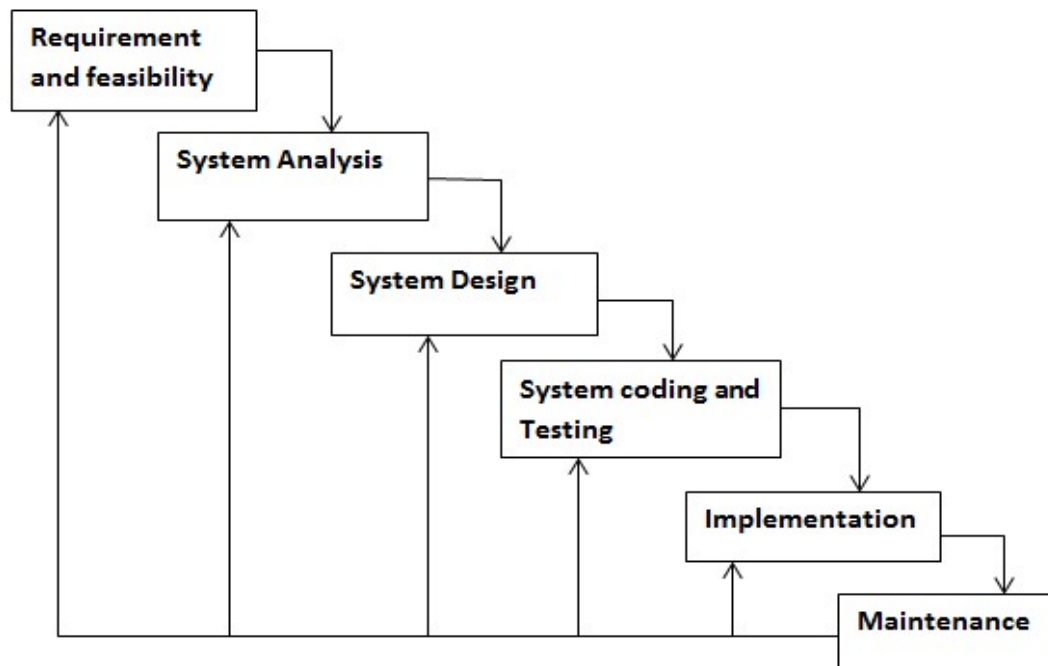 Requirement
and feasibility
System Analysis
System Design
System coding and
Testing
Implementation
Maintenance